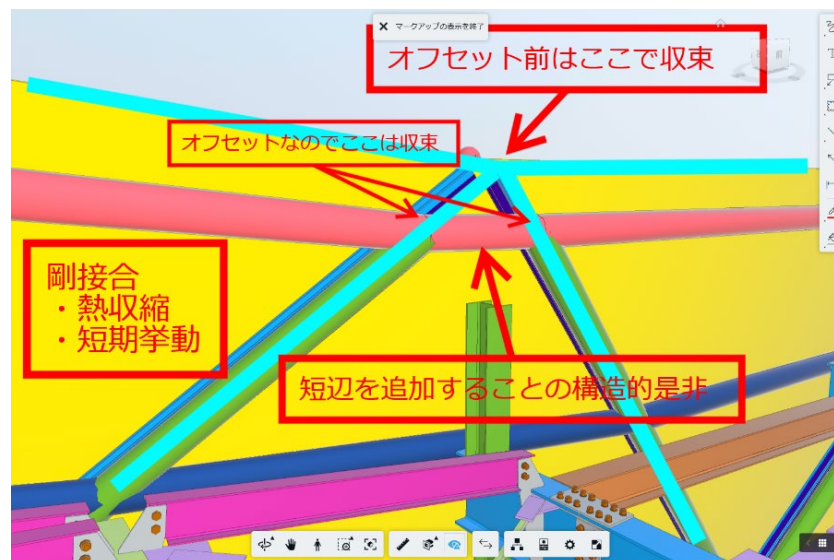 マークアップの表示を終了
オフセット前はここで収束
オフセットなのでここは収束
剛接合
・熱収縮
・短期挙動
短辺を追加することの構造的是非
前